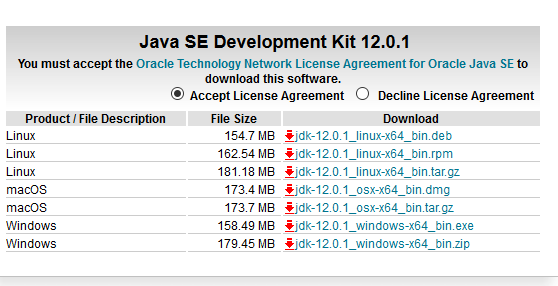 Java SE Development Kit 12.0.1
You must accept the Oracle Technology Network License Agreement for Oracle Java SE to
download this software.
Accept License Agreement Decline License Agreement
Product / File Description File Size Download
Linux 154.7 MB jdk-12.0.1_linux-x64_bin.deb
Linux 162.54 MB jdk-12.0.1_linux-x64_bin.rpm
Linux 181.18 MB jdk-12.0.1_linux-x64_bin.tar.gz
macOS 173.4 MB jdk-12.0.1_osx-x64_bin.dmg
macOS 173.7 MB jdk-12.0.1_osx-x64_bin.tar.gz
Windows 158.49 MB jdk-12.0.1_windows-x64_bin.exe
Windows 179.45 MB jdk-12.0.1_windows-x64_bin.zip